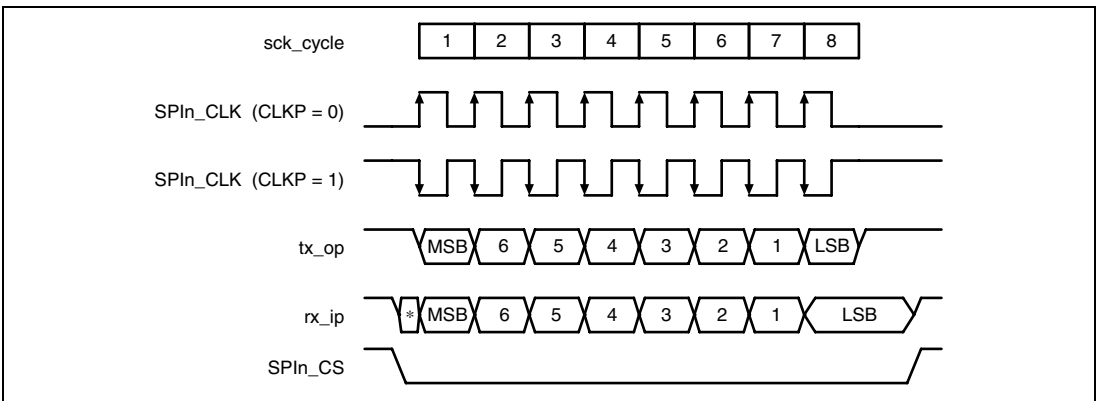 sck_cycle 1 2 3 4 5 6 7 8
SPIn_CLK (CLKP = 0)
SPIn_CLK (CLKP = 1)
tx_op MSB 6 5 4 3 2 1 LSB
rx_ip * MSB 6 5 4 3 2 1 LSB
SPIn_CS